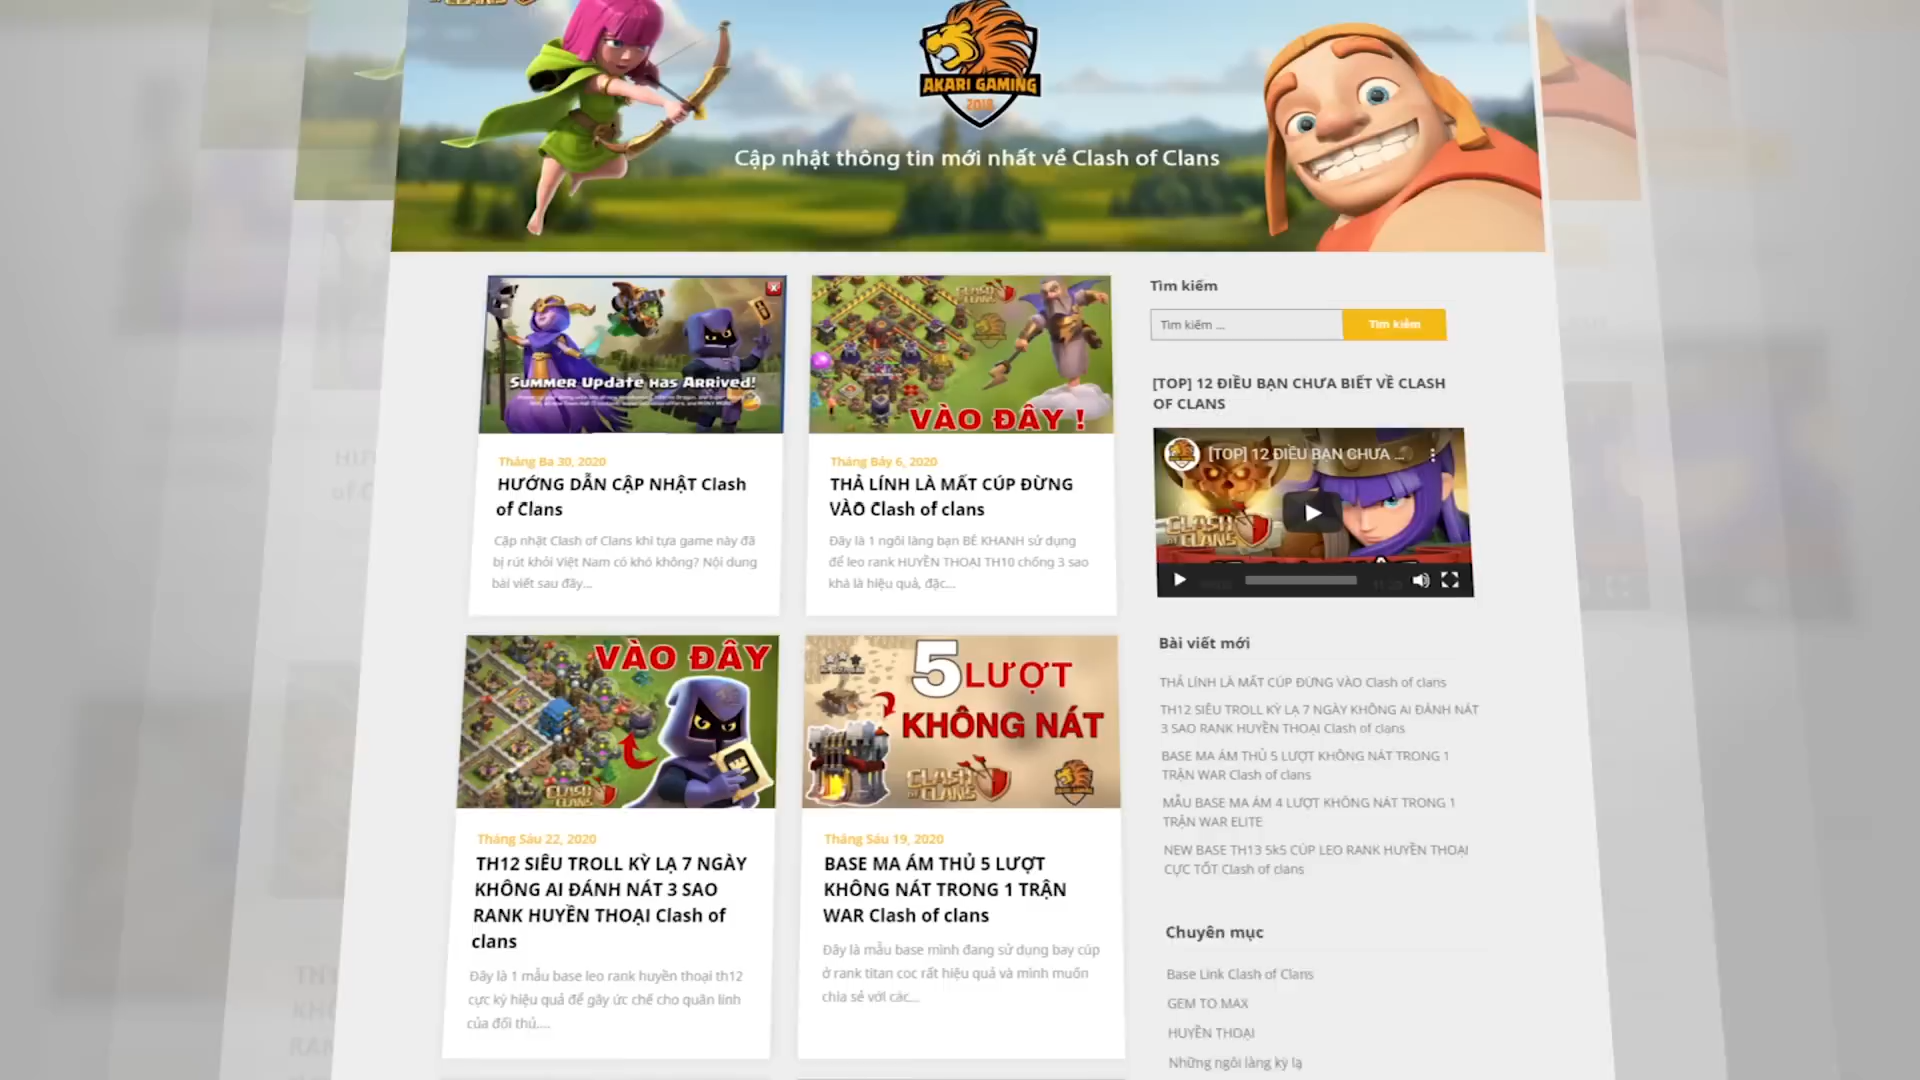 AKARI GAMING
2018
Cập nhật thông tin mới nhất về Clash of Clans
SUMMER UPDATE HAS ARRIVED!
Tháng Ba 30, 2020
HƯỚNG DẪN CẬP NHẬT Clash
of Clans
Cập nhật Clash of Clans khi tựa game này đã
bị rút khỏi Việt Nam có khó không? Nội dung
bài viết sau đây...
CLASH OF CLANS
VÀO ĐÂY !
Tháng Bảy 6, 2020
THẢ LÍNH LÀ MẤT CÚP ĐỪNG
VÀO Clash of clans
Đây là 1 ngôi làng bạn BÉ KHANH sử dụng
để leo rank HUYỀN THOẠI TH10 chống 3 sao
khá là hiệu quả, đặc...
VÀO ĐÂY
CLASH OF CLANS
Tháng Sáu 22, 2020
TH12 SIÊU TROLL KỲ LẠ 7 NGÀY
KHÔNG AI ĐÁNH NÁT 3 SAO
RANK HUYỀN THOẠI Clash of
clans
Đây là 1 mẫu base leo rank huyền thoại th12
cực kỳ hiệu quả để gây ức chế cho quân lính
của đối thủ,...
5 LƯỢT
KHÔNG NÁT
CLASH OF CLANS
AKARI GAMING
Tháng Sáu 19, 2020
BASE MA ÁM THỦ 5 LƯỢT
KHÔNG NÁT TRONG 1 TRẬN
WAR Clash of clans
Đây là mẫu base mình đang sử dụng bay cúp
ở rank titan coc rất hiệu quả và mình muốn
chia sẻ với các...
Tìm kiếm
Tìm kiếm ...
Tìm kiếm
[TOP] 12 ĐIỀU BẠN CHƯA BIẾT VỀ CLASH
OF CLANS
[TOP] 12 ĐIỀU BẠN CHƯA ...
CLASH OF CLANS
Bài viết mới
THẢ LÍNH LÀ MẤT CÚP ĐỪNG VÀO Clash of clans
TH12 SIÊU TROLL KỲ LẠ 7 NGÀY KHÔNG AI ĐÁNH NÁT
3 SAO RANK HUYỀN THOẠI Clash of clans
BASE MA ÁM THỦ 5 LƯỢT KHÔNG NÁT TRONG 1
TRẬN WAR Clash of clans
MẪU BASE MA ÁM 4 LƯỢT KHÔNG NÁT TRONG 1
TRẬN WAR ELITE
NEW BASE TH13 5k5 CÚP LEO RANK HUYỀN THOẠI
CỰC TỐT Clash of clans
Chuyên mục
Base Link Clash of Clans
GEM TO MAX
HUYỀN THOẠI
Những ngôi làng kỳ lạ